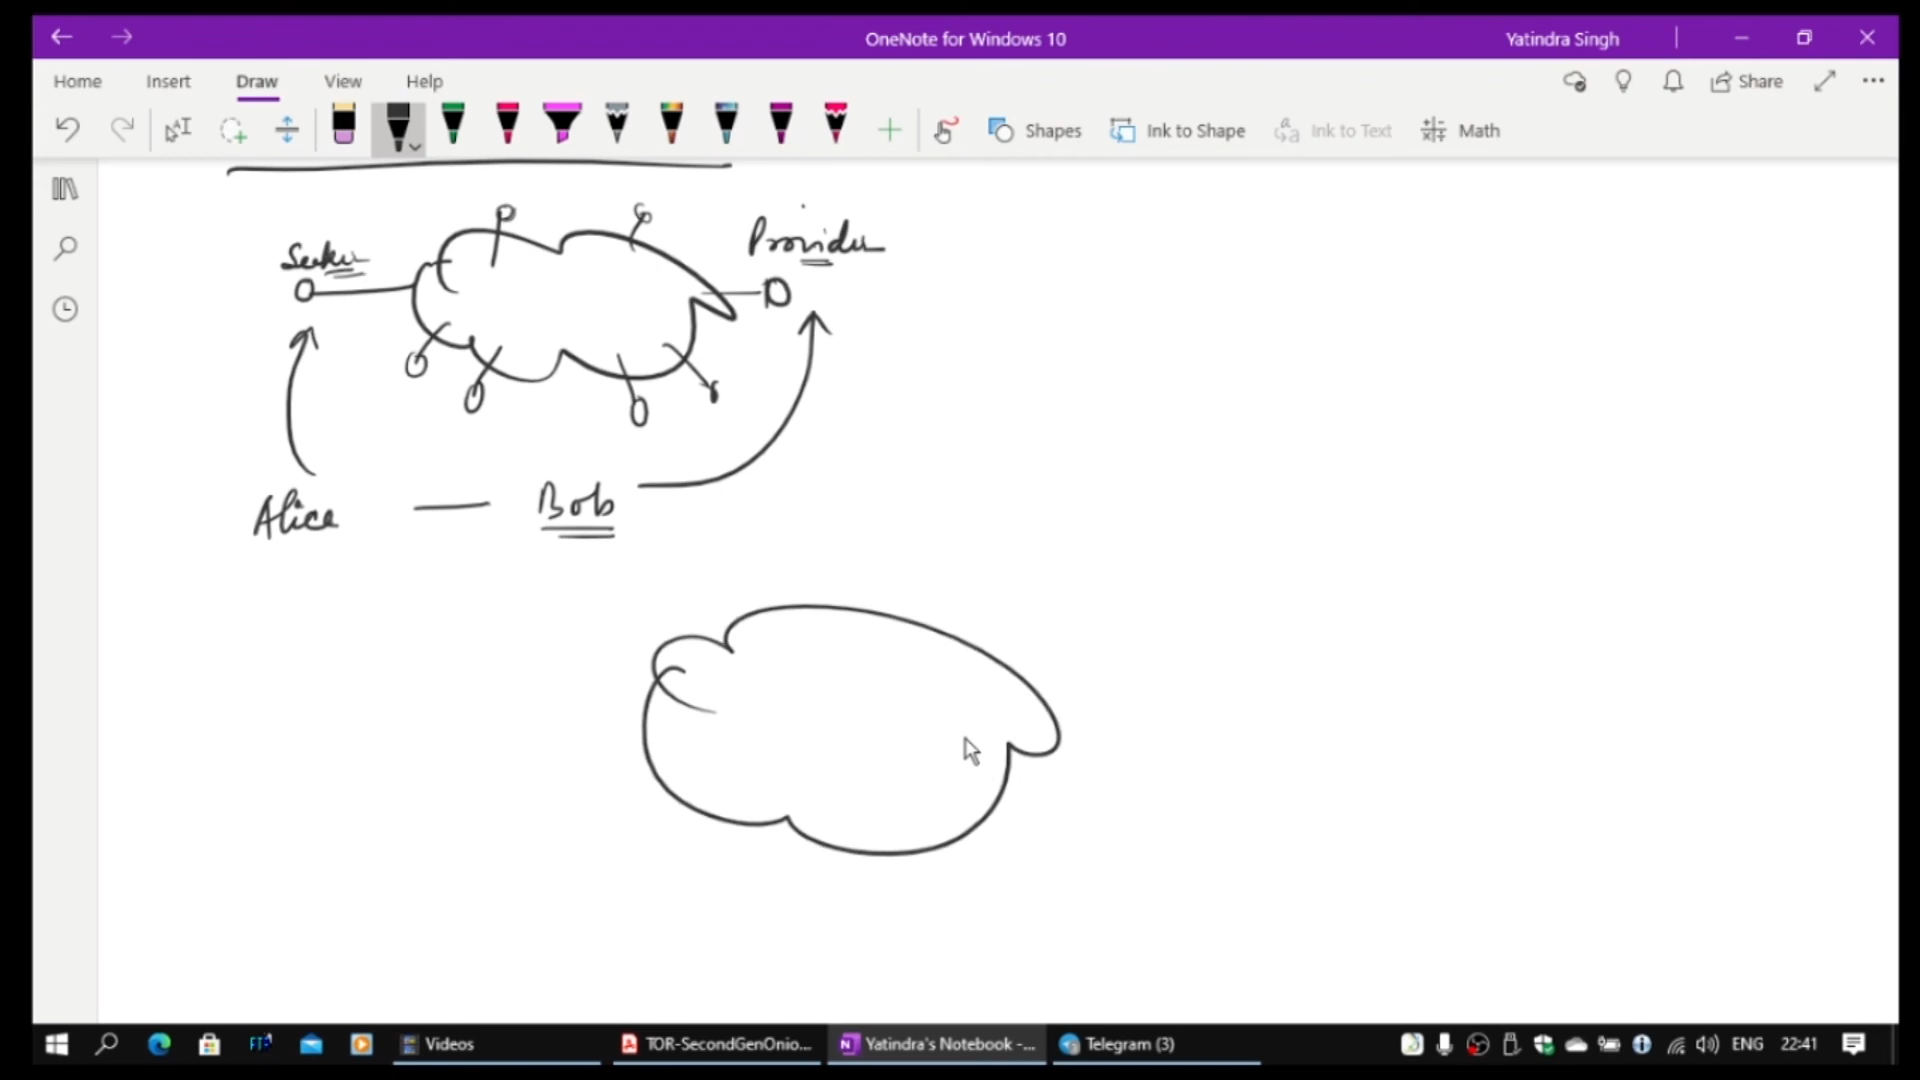 OneNote for Windows 10
Yatindra Singh
Home Insert Draw View Help
Share
Shapes Ink to Shape Ink to Text Math
Seeker
Provider
Alice — Bob
Videos
TOR-SecondGenOnio...
Yatindra's Notebook -...
Telegram (3)
ENG 22:41